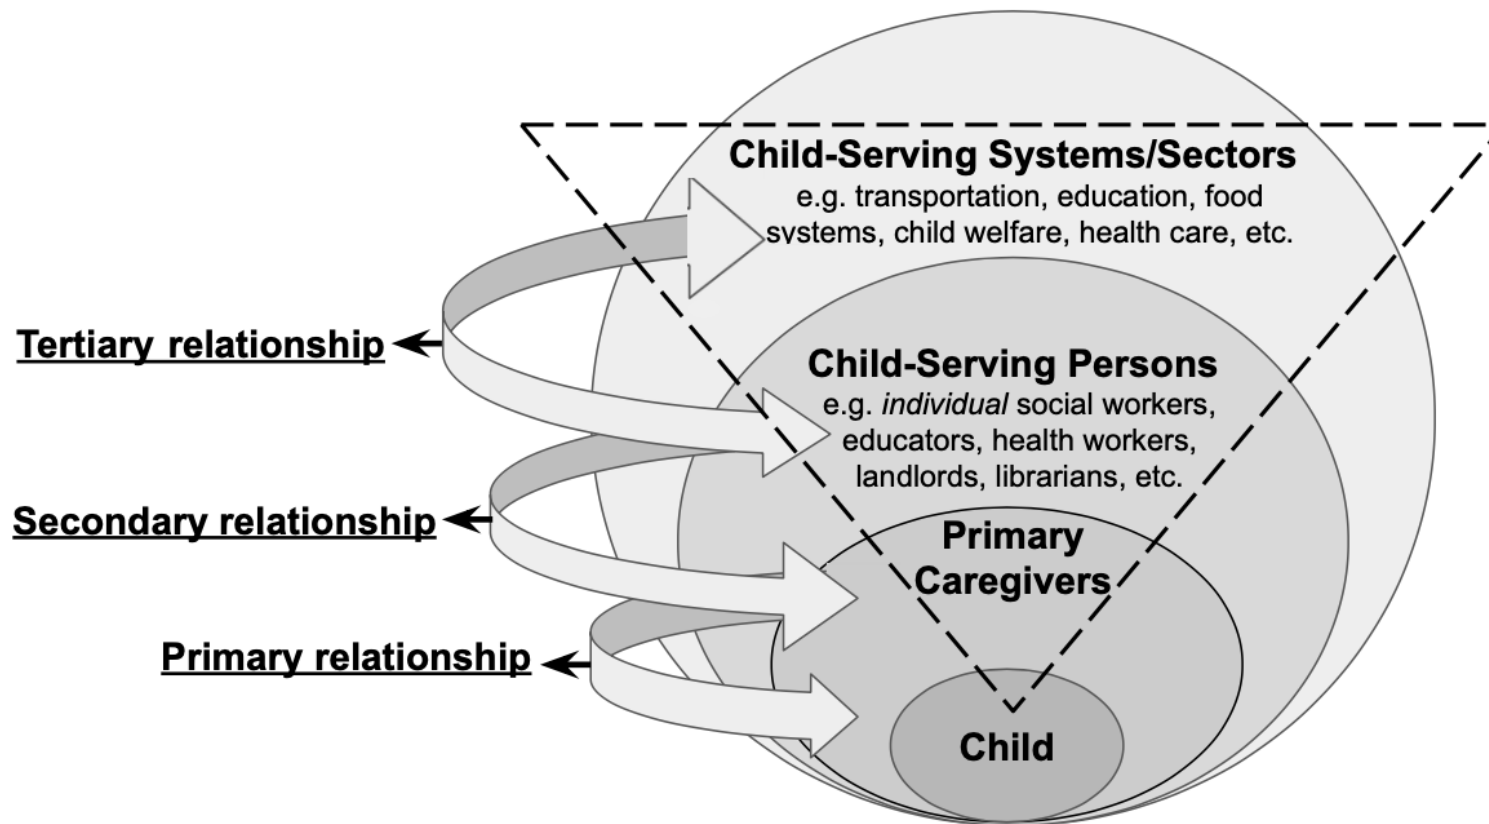 Child-Serving Systems/Sectors
e.g. transportation, education, food
systems, child welfare, health care, etc.
Tertiary relationship
Child-Serving Persons
e.g. individual social workers,
educators, health workers,
landlords, librarians, etc.
Secondary relationship
Primary
Caregivers
Primary relationship
Child